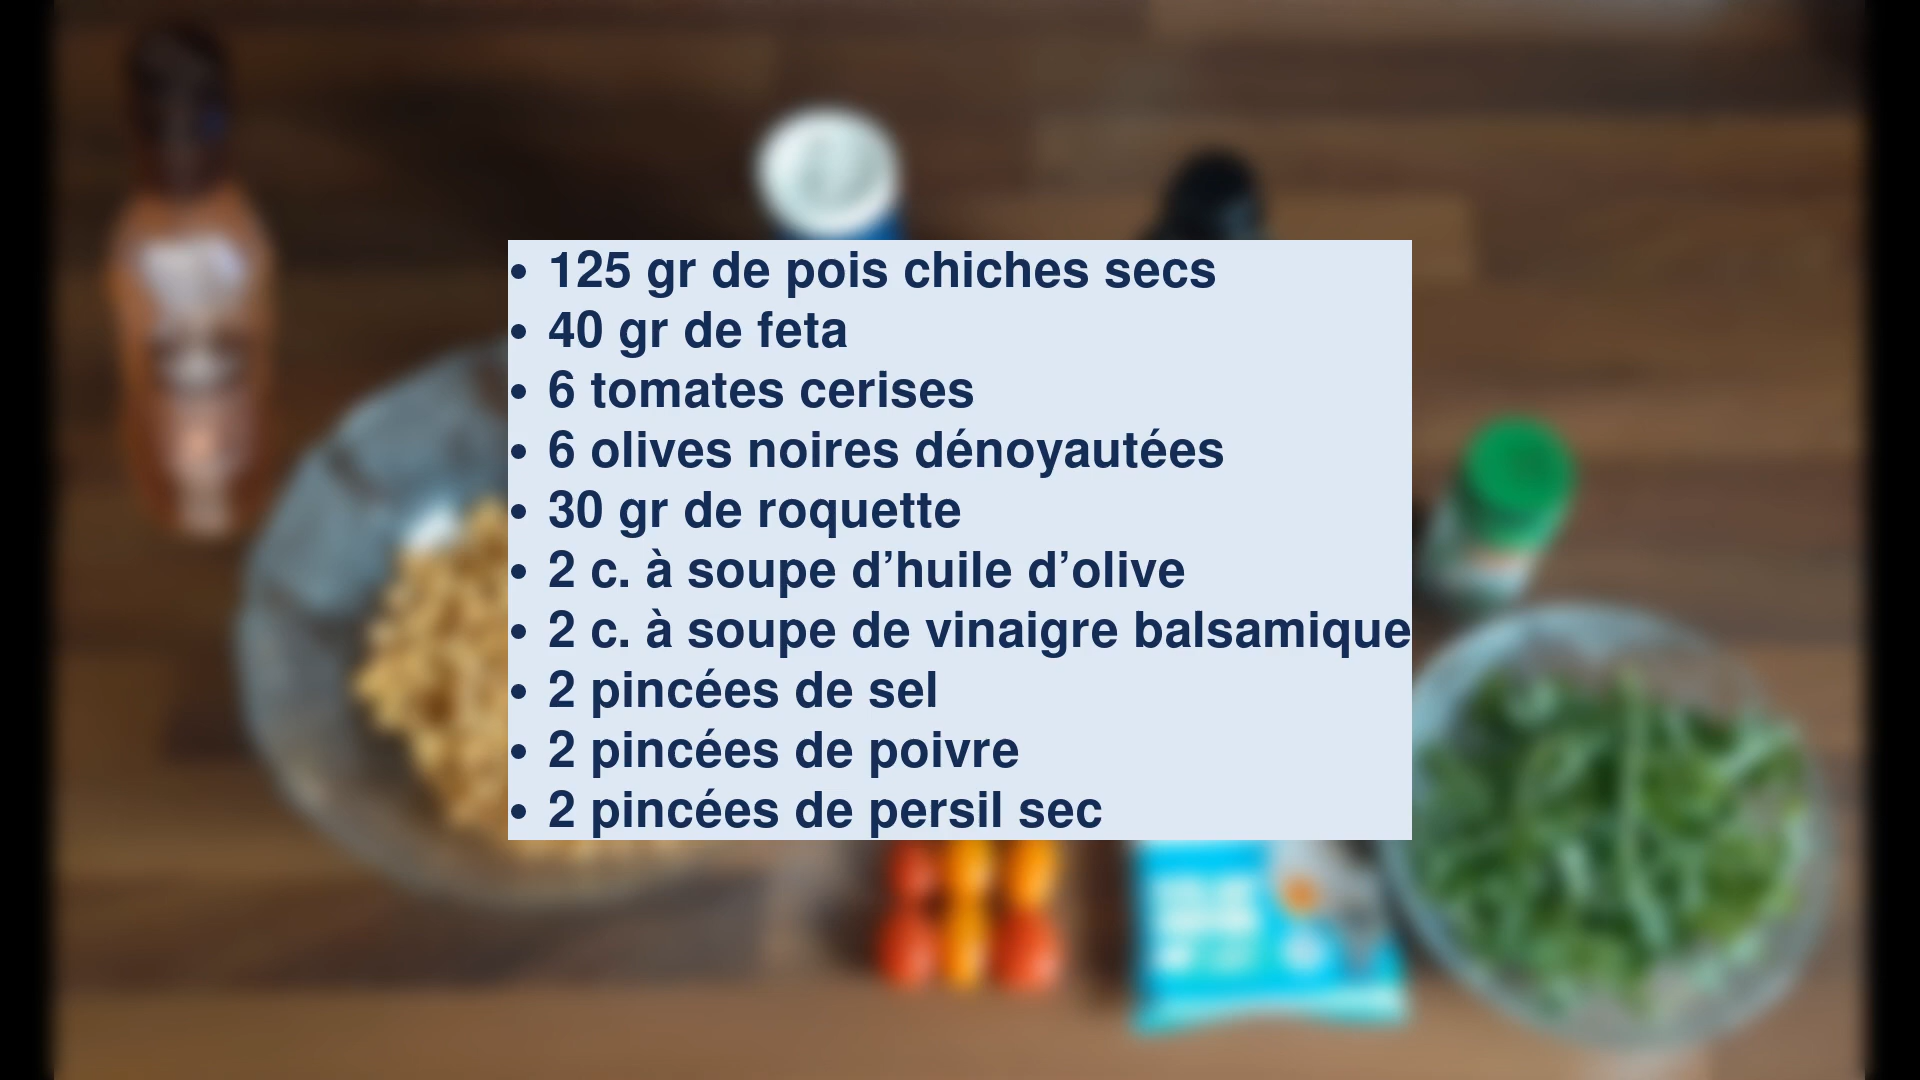 • 125 gr de pois chiches secs
• 40 gr de feta
• 6 tomates cerises
• 6 olives noires dénoyautées
• 30 gr de roquette
• 2 c. à soupe d’huile d’olive
• 2 c. à soupe de vinaigre balsamique
• 2 pincées de sel
• 2 pincées de poivre
• 2 pincées de persil sec